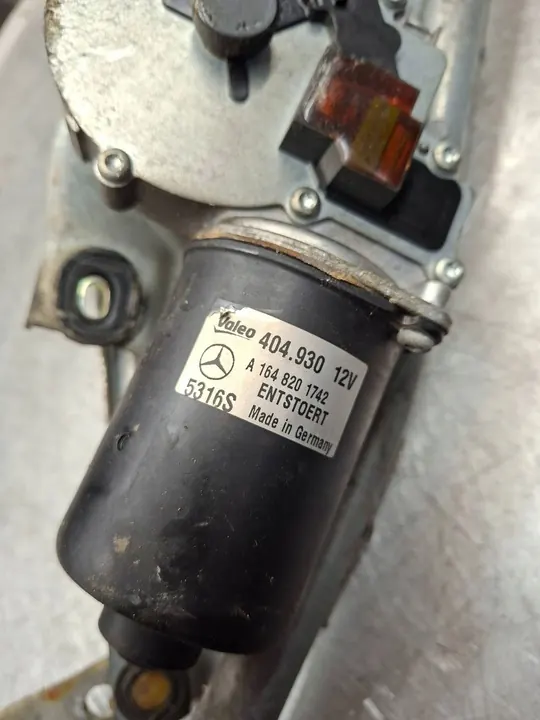 Valeo 404.930 12V
A 164 820 1742
ENTSTOERT
5316S Made in Germany